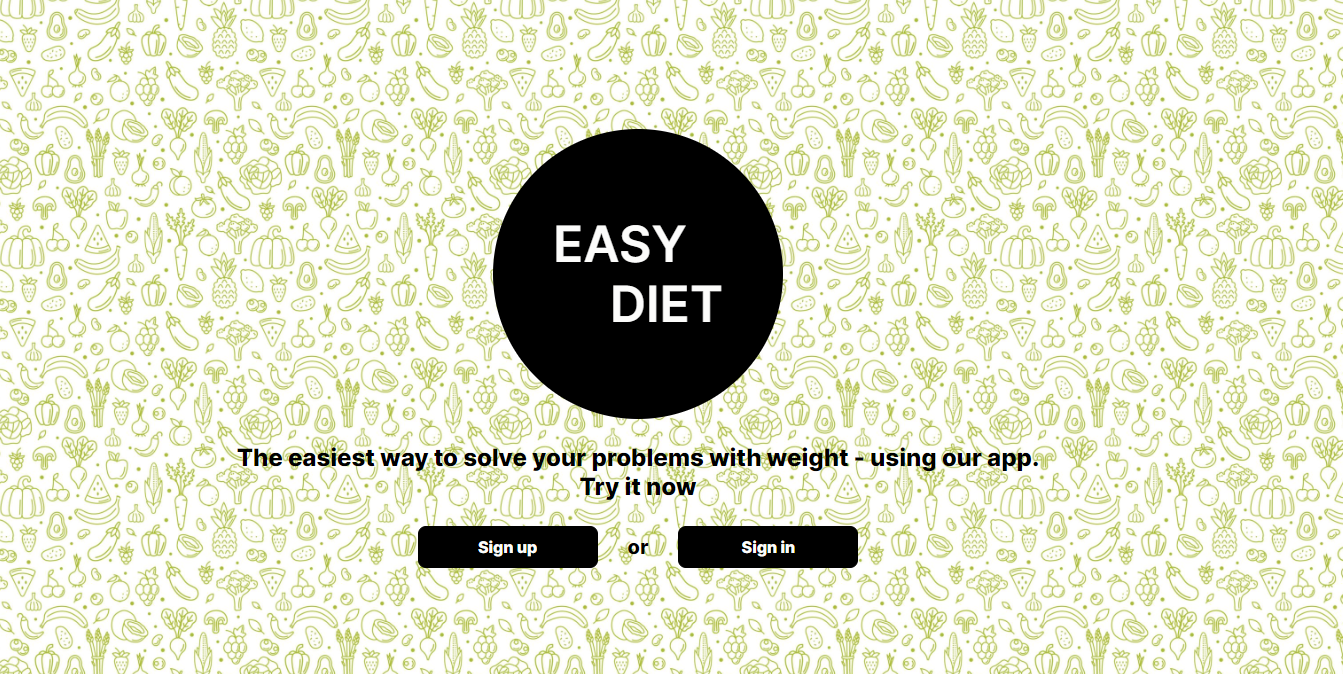 EASY
DIET
The easiest way to solve your problems with weight - using our app.
Try it now
Sign up or Sign in